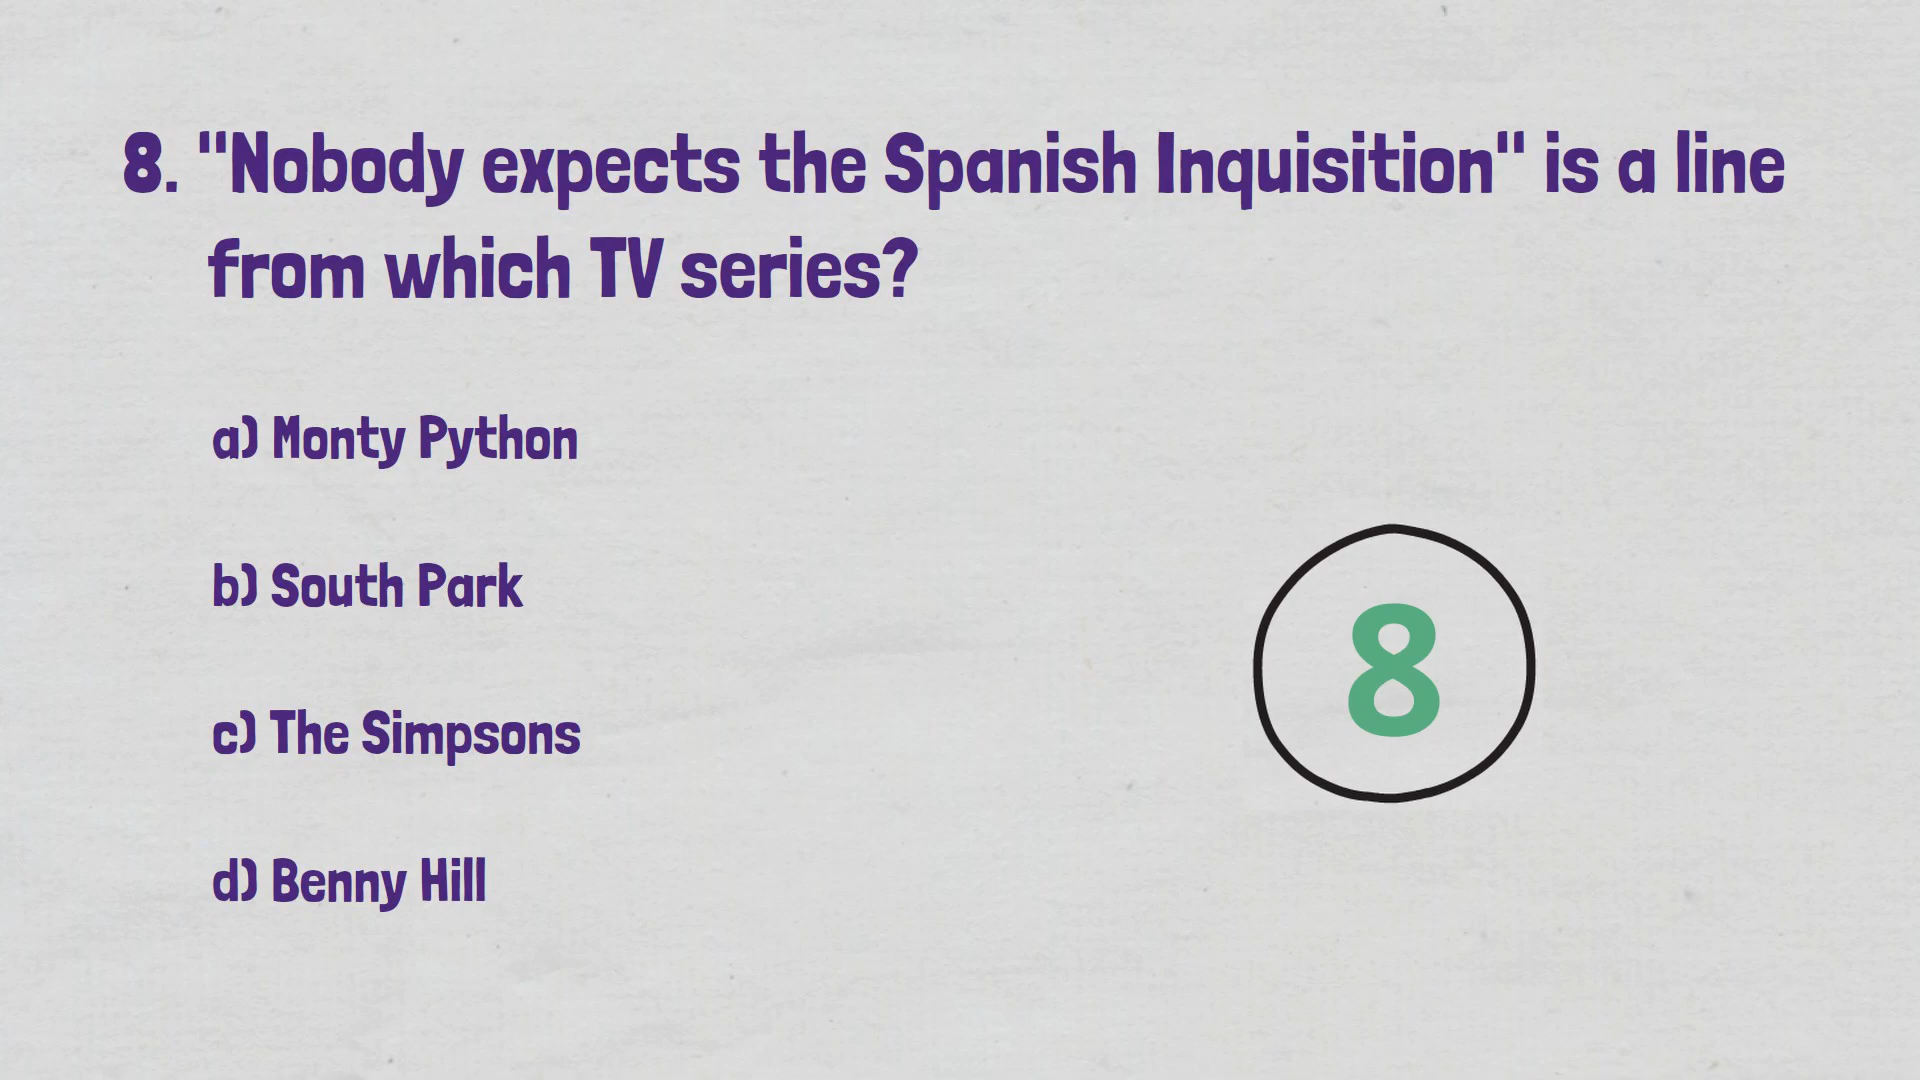 8. "Nobody expects the Spanish Inquisition" is a line
from which TV series?
a) Monty Python
b) South Park
c) The Simpsons
d) Benny Hill
8